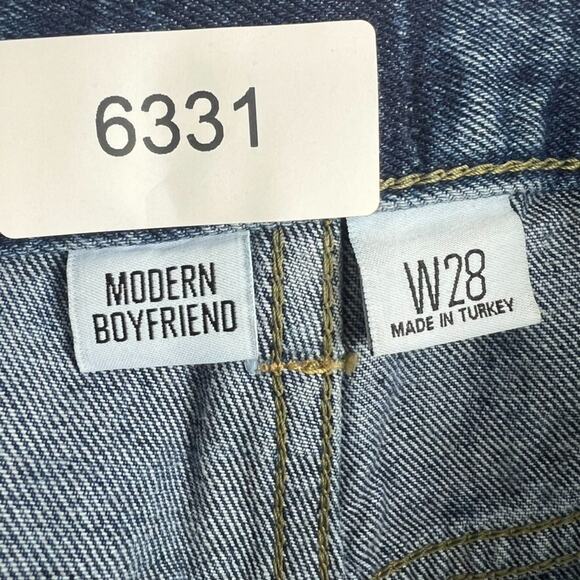 6331
MODERN
BOYFRIEND
W28
MADE IN TURKEY